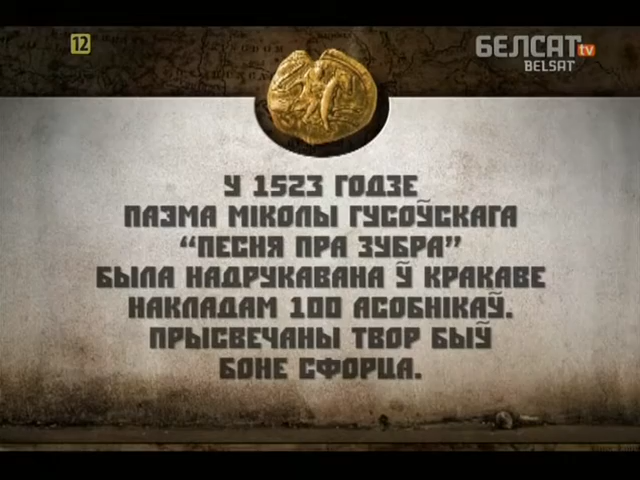 12
БЕЛСАТ tv
BELSAT
У 1523 ГОДЗЕ
ПАЭМА МІКОЛЫ ГУСОЎСКАГА
“ПЕСНЯ ПРА ЗУБРА”
БЫЛА НАДРУКАВАНА Ў КРАКАВЕ
НАКЛАДАМ 100 АСОБНІКАЎ.
ПРЫСВЕЧАНЫ ТВОР БЫЎ
БОНЕ СФОРЦА.